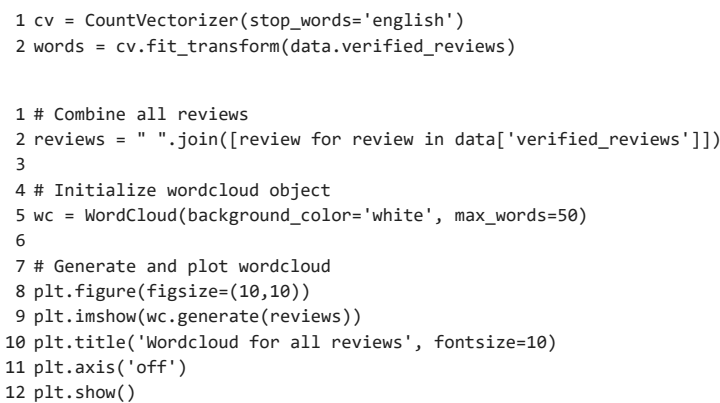 1 cv = CountVectorizer(stop_words='english')
2 words = cv.fit_transform(data.verified_reviews)
1 # Combine all reviews
2 reviews = " ".join([review for review in data['verified_reviews']])
3
4 # Initialize wordcloud object
5 wc = WordCloud(background_color='white', max_words=50)
6
7 # Generate and plot wordcloud
8 plt.figure(figsize=(10,10))
9 plt.imshow(wc.generate(reviews))
10 plt.title('Wordcloud for all reviews', fontsize=10)
11 plt.axis('off')
12 plt.show()